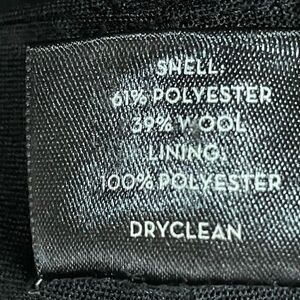 SHELL:
61% POLYESTER
39% WOOL
LINING:
100% POLYESTER
DRYCLEAN